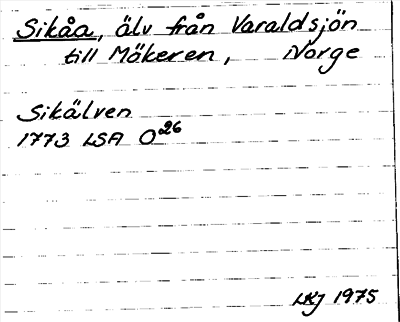 Sikåa, älv från Varaldsjön
till Mökeren, Norge
Sikälven
1773 LSA O26
LKj 1975